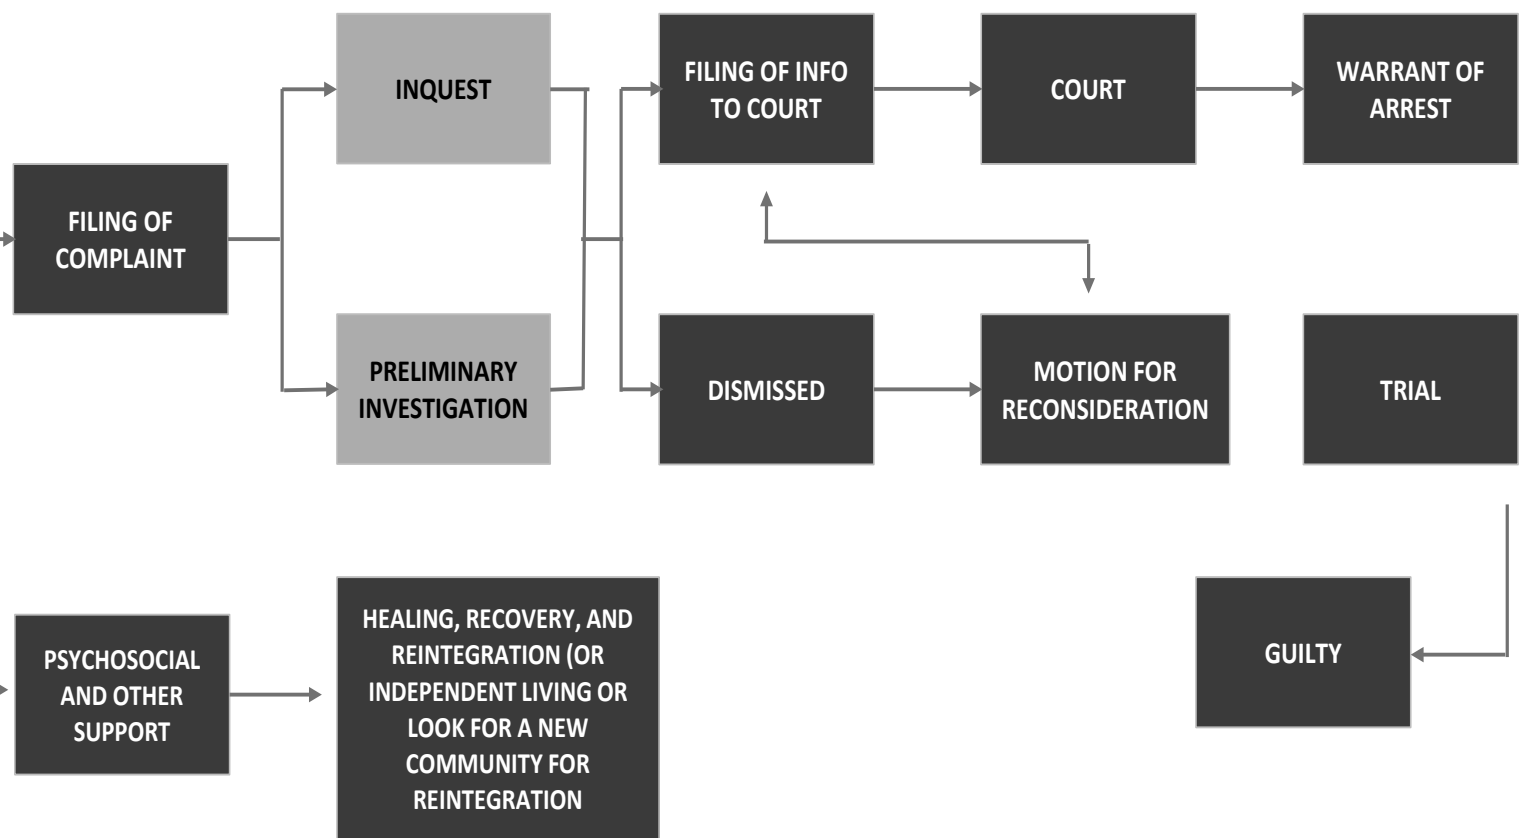 INQUEST
FILING OF INFO
TO COURT
COURT
WARRANT OF
ARREST
FILING OF
COMPLAINT
PRELIMINARY
INVESTIGATION
DISMISSED
MOTION FOR
RECONSIDERATION
TRIAL
PSYCHOSOCIAL
AND OTHER
SUPPORT
HEALING, RECOVERY, AND
REINTEGRATION (OR
INDEPENDENT LIVING OR
LOOK FOR A NEW
COMMUNITY FOR
REINTEGRATION
GUILTY